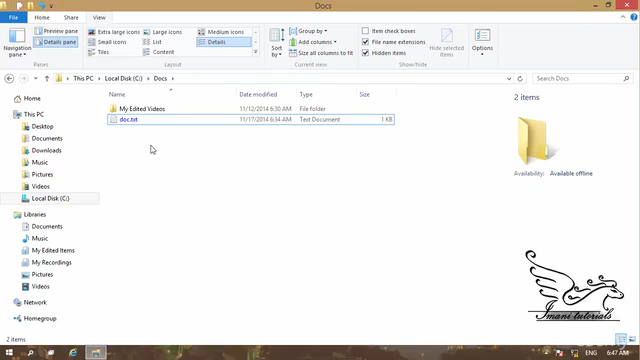 Docs
File
Home
Share
View
Navigation pane
Preview pane
Details pane
Panes
Extra large icons
Large icons
Medium icons
Small icons
List
Details
Tiles
Content
Layout
Sort by
Group by
Add columns
Size all columns to fit
Current view
Item check boxes
File name extensions
Hidden items
Hide selected items
Show/hide
Options
This PC
Local Disk (C:)
Docs
Search Docs
Name
Date modified
Type
Size
My Edited Videos
11/12/2014 6:30 AM
File folder
doc.txt
11/17/2014 6:34 AM
Text Document
1 KB
Home
This PC
Desktop
Documents
Downloads
Music
Pictures
Videos
Local Disk (C:)
Libraries
Documents
Music
My Edited Items
My Recordings
Pictures
Videos
Network
Homegroup
2 items
Availability:
Available offline
Imani tutorials
2 items
ENG
6:47 AM